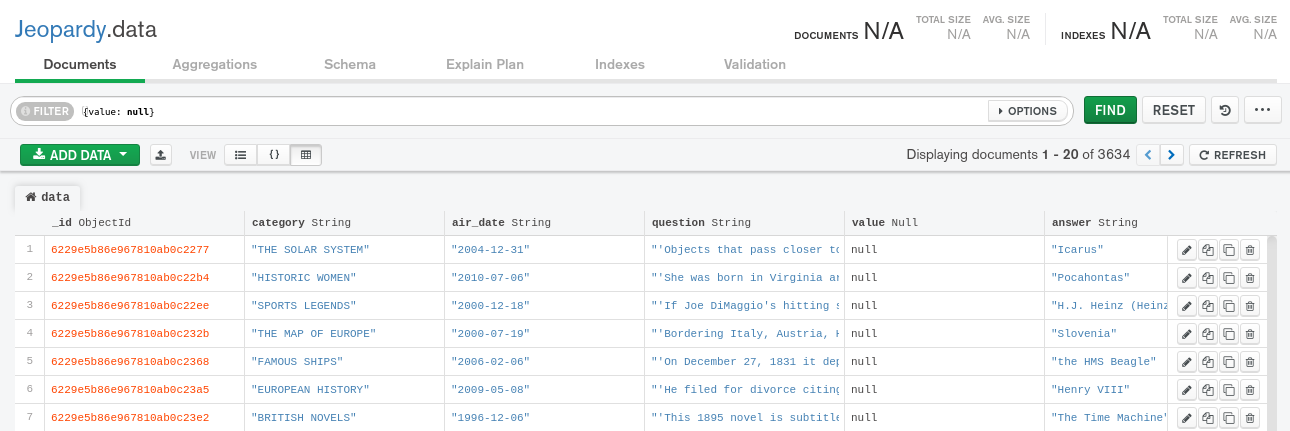 Jeopardy.data
DOCUMENTS N/A TOTAL SIZE N/A AVG. SIZE N/A INDEXES N/A TOTAL SIZE N/A AVG. SIZE N/A
Documents Aggregations Schema Explain Plan Indexes Validation
FILTER {value: null} OPTIONS FIND RESET ...
ADD DATA VIEW {} Displaying documents 1 - 20 of 3634 < > REFRESH
data
_id ObjectId category String air_date String question String value Null answer String
1 6229e5b86e967810ab0c2277 "THE SOLAR SYSTEM" "2004-12-31" "'Objects that pass closer to null "Icarus"
2 6229e5b86e967810ab0c22b4 "HISTORIC WOMEN" "2010-07-06" "'She was born in Virginia ar null "Pocahontas"
3 6229e5b86e967810ab0c22ee "SPORTS LEGENDS" "2000-12-18" "'If Joe DiMaggio's hitting s null "H.J. Heinz (Heinz
4 6229e5b86e967810ab0c232b "THE MAP OF EUROPE" "2000-07-19" "'Bordering Italy, Austria, H null "Slovenia"
5 6229e5b86e967810ab0c2368 "FAMOUS SHIPS" "2006-02-06" "'On December 27, 1831 it dep null "the HMS Beagle"
6 6229e5b86e967810ab0c23a5 "EUROPEAN HISTORY" "2009-05-08" "'He filed for divorce citing null "Henry VIII"
7 6229e5b86e967810ab0c23e2 "BRITISH NOVELS" "1996-12-06" "'This 1895 novel is subtitle null "The Time Machine"